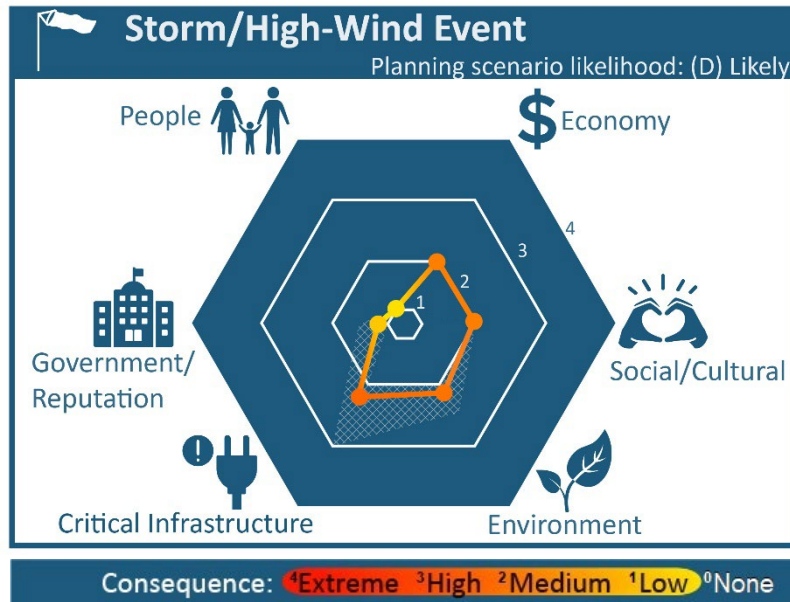 Storm/High-Wind Event
Planning scenario likelihood: (D) Likely
People
$ Economy
4
3
2
1
Government/
Reputation
Social/Cultural
!
Critical Infrastructure
Environment
Consequence: ⁴Extreme ³High ²Medium ¹Low ⁰None